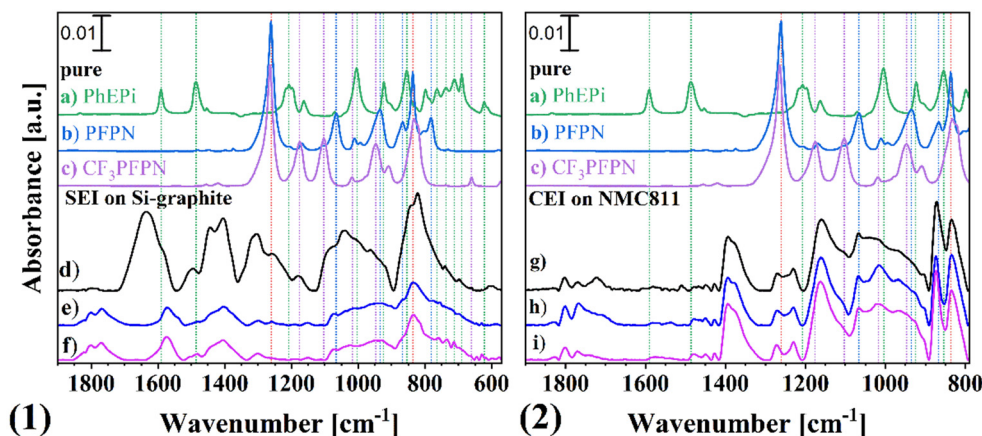 0.01
pure
a) PhEPi
b) PFPN
c) CF₃PFPN
SEI on Si-graphite
d)
e)
f)
Absorbance [a.u.]
1800 1600 1400 1200 1000 800 600
Wavenumber [cm⁻¹]
(1)
0.01
pure
a) PhEPi
b) PFPN
c) CF₃PFPN
CEI on NMC811
g)
h)
i)
1800 1600 1400 1200 1000 800
Wavenumber [cm⁻¹]
(2)